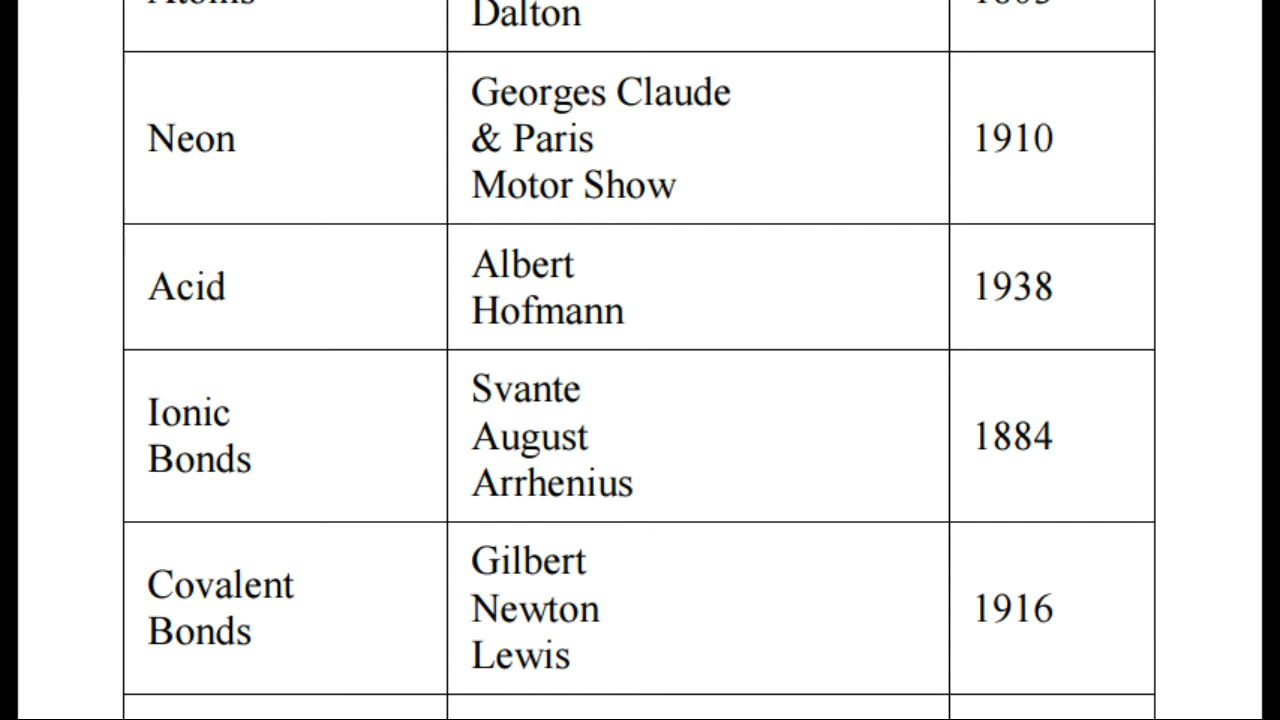 Dalton
Neon
Georges Claude
& Paris
Motor Show
1910
Acid
Albert
Hofmann
1938
Ionic
Bonds
Svante
August
Arrhenius
1884
Covalent
Bonds
Gilbert
Newton
Lewis
1916